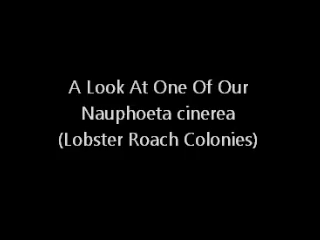 A Look At One Of Our
Nauphoeta cinerea
(Lobster Roach Colonies)